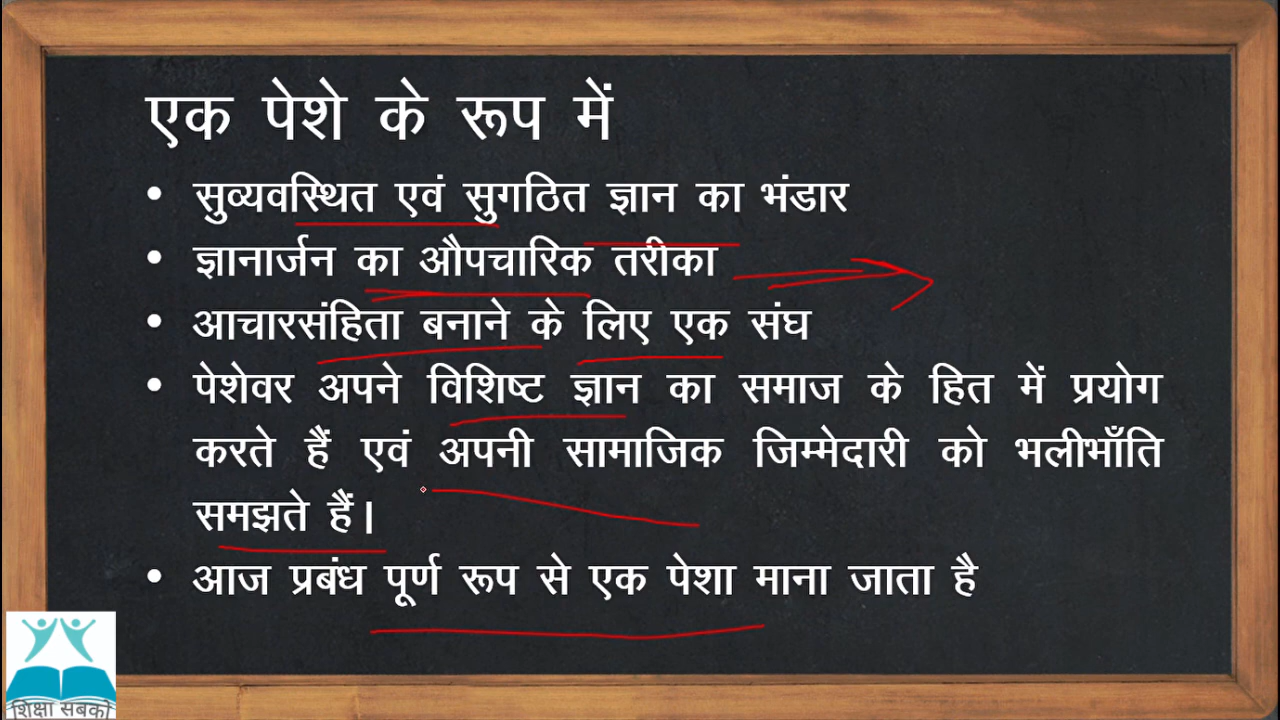 एक पेशे के रूप में
• सुव्यवस्थित एवं सुगठित ज्ञान का भंडार
• ज्ञानार्जन का औपचारिक तरीका
• आचारसंहिता बनाने के लिए एक संघ
• पेशेवर अपने विशिष्ट ज्ञान का समाज के हित में प्रयोग
करते हैं एवं अपनी सामाजिक जिम्मेदारी को भलीभाँति
समझते हैं।
• आज प्रबंध पूर्ण रूप से एक पेशा माना जाता है
शिक्षा सबको